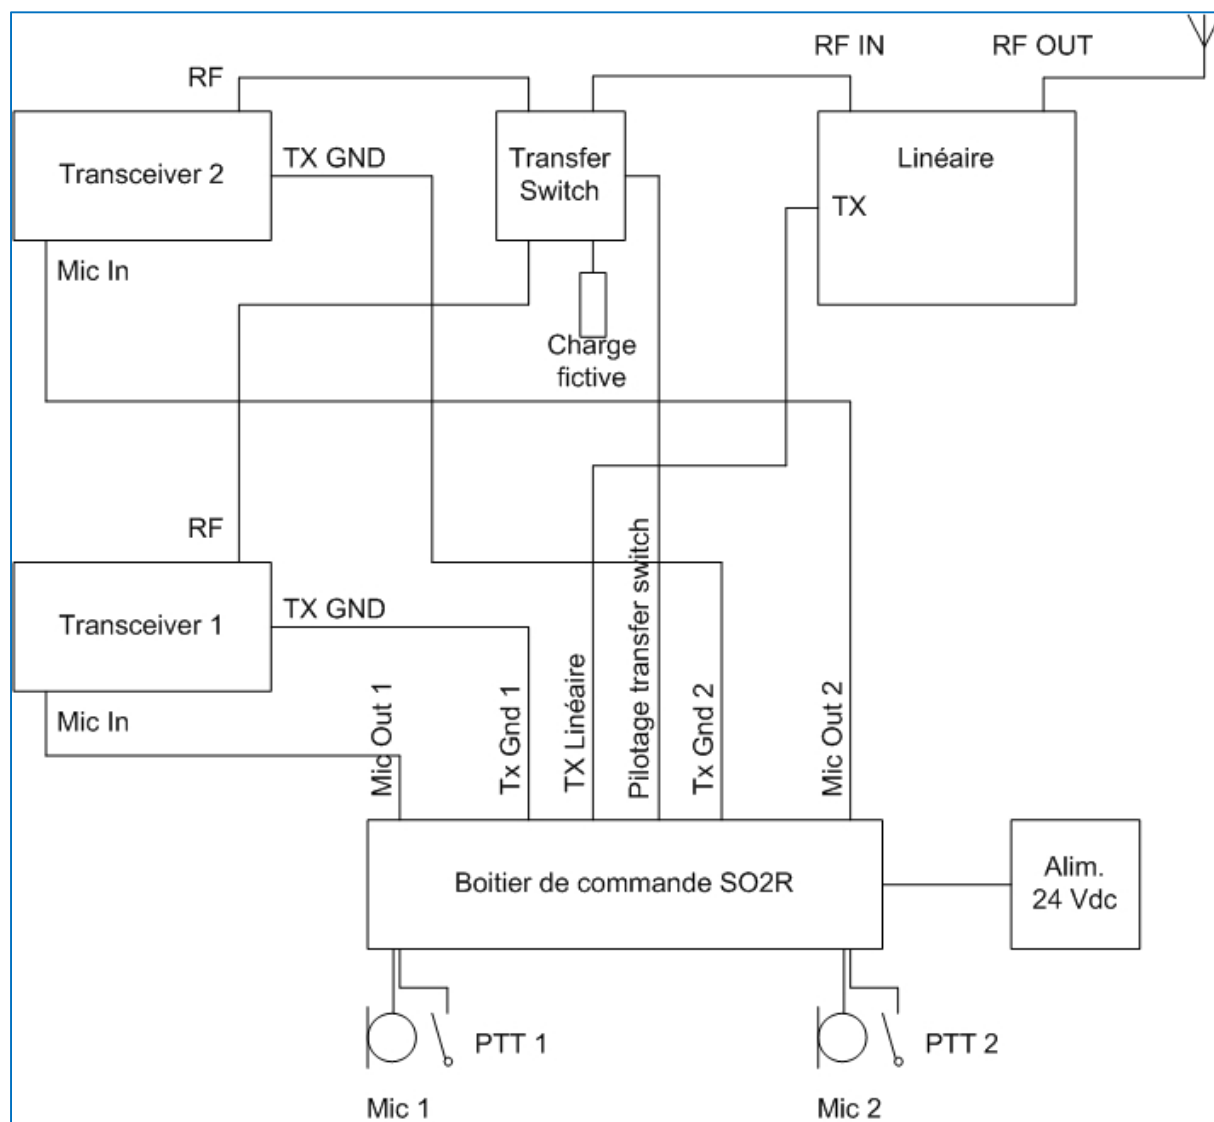 RF IN
RF OUT
RF
Transceiver 2
TX GND
Transfer
Switch
Linéaire
TX
Mic In
Charge
fictive
RF
Transceiver 1
TX GND
Mic In
Mic Out 1
Tx Gnd 1
TX Linéaire
Pilotage transfer switch
Tx Gnd 2
Mic Out 2
Boitier de commande SO2R
Alim.
24 Vdc
PTT 1
PTT 2
Mic 1
Mic 2